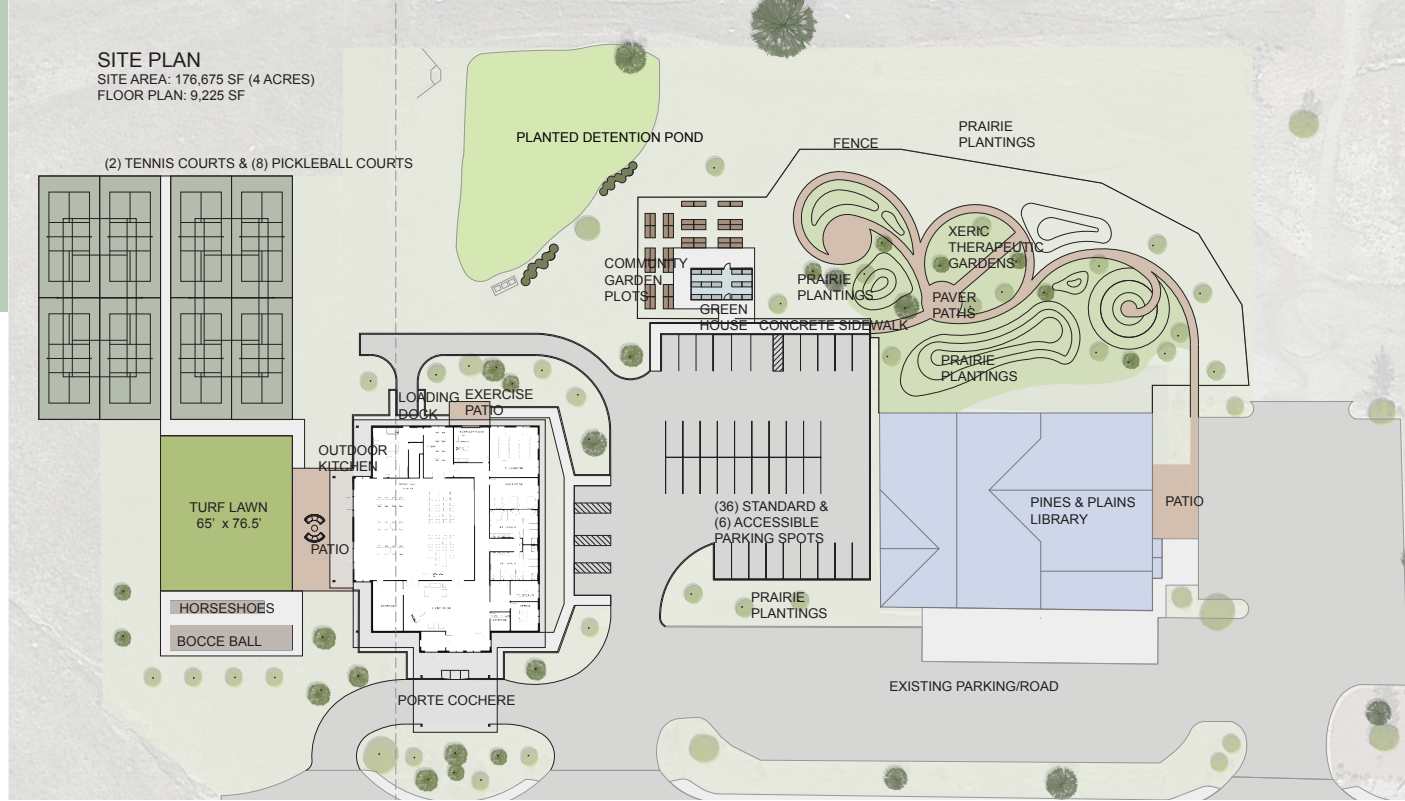 SITE PLAN
SITE AREA: 176,675 SF (4 ACRES)
FLOOR PLAN: 9,225 SF
(2) TENNIS COURTS & (8) PICKLEBALL COURTS
PLANTED DETENTION POND
FENCE
PRAIRIE
PLANTINGS
XERIC
THERAPEUTIC
GARDENS
COMMUNITY
GARDEN
PLOTS
PRAIRIE
PLANTINGS
PAVER
PATHS
GREEN
HOUSE
CONCRETE SIDEWALK
PRAIRIE
PLANTINGS
LOADING
DOCK
EXERCISE
PATIO
OUTDOOR
KITCHEN
TURF LAWN
65' x 76.5'
PATIO
(36) STANDARD &
(6) ACCESSIBLE
PARKING SPOTS
PINES & PLAINS
LIBRARY
PATIO
HORSESHOES
BOCCE BALL
PRAIRIE
PLANTINGS
PORTE COCHERE
EXISTING PARKING/ROAD